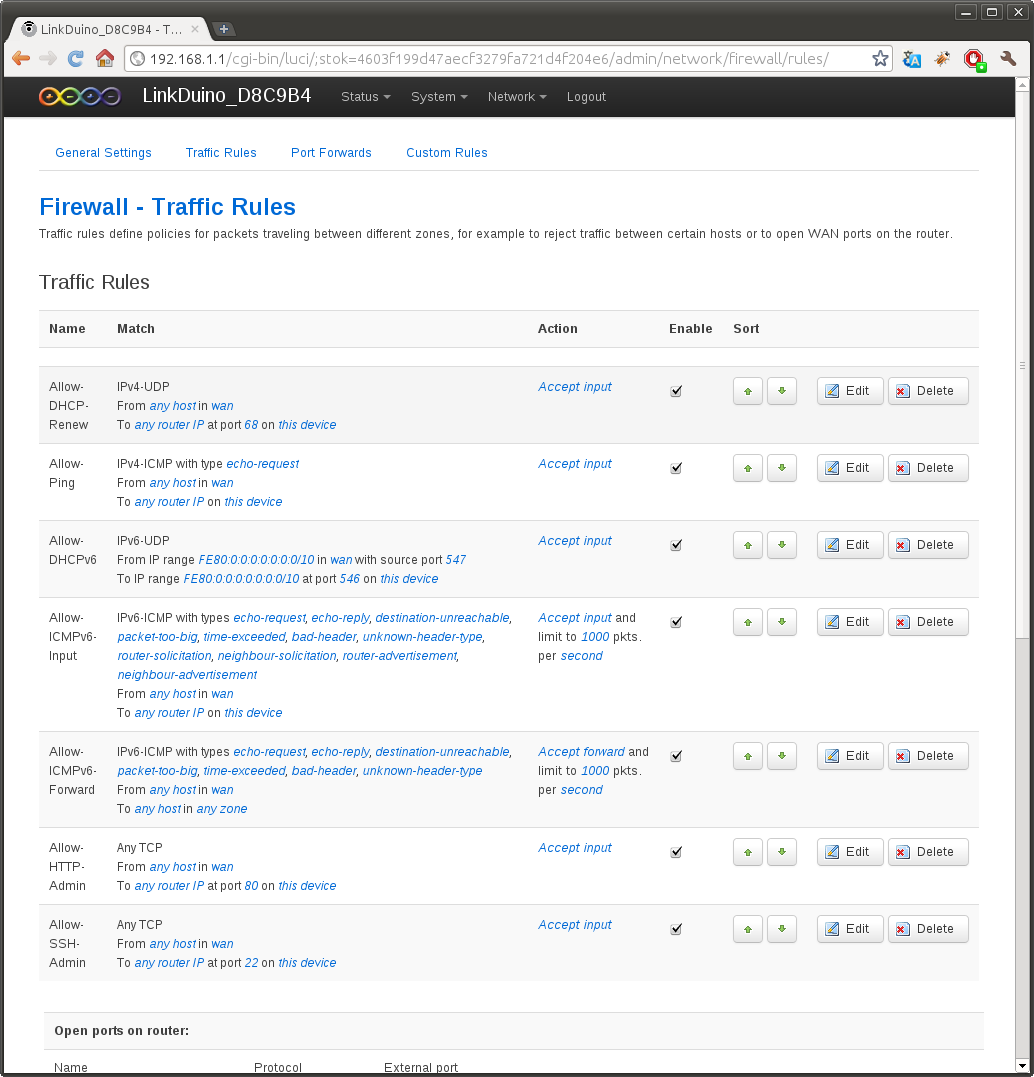 LinkDuino_D8C9B4 - T...
192.168.1.1/cgi-bin/luci/;stok=4603f199d47aecf3279fa721d4f204e6/admin/network/firewall/rules/
LinkDuino_D8C9B4 Status System Network Logout
General Settings Traffic Rules Port Forwards Custom Rules
Firewall - Traffic Rules
Traffic rules define policies for packets traveling between different zones, for example to reject traffic between certain hosts or to open WAN ports on the router.
Traffic Rules
Name Match Action Enable Sort
Allow- IPv4-UDP Accept input Edit Delete
DHCP- From any host in wan
Renew To any router IP at port 68 on this device
Allow- IPv4-ICMP with type echo-request Accept input Edit Delete
Ping From any host in wan
To any router IP on this device
Allow- IPv6-UDP Accept input Edit Delete
DHCPv6 From IP range FE80:0:0:0:0:0:0:0/10 in wan with source port 547
To IP range FE80:0:0:0:0:0:0:0/10 at port 546 on this device
Allow- IPv6-ICMP with types echo-request, echo-reply, destination-unreachable, Accept input and Edit Delete
ICMPv6- packet-too-big, time-exceeded, bad-header, unknown-header-type, limit to 1000 pkts.
Input router-solicitation, neighbour-solicitation, router-advertisement, per second
neighbour-advertisement
From any host in wan
To any router IP on this device
Allow- IPv6-ICMP with types echo-request, echo-reply, destination-unreachable, Accept forward and Edit Delete
ICMPv6- packet-too-big, time-exceeded, bad-header, unknown-header-type limit to 1000 pkts.
Forward From any host in wan per second
To any host in any zone
Allow- Any TCP Accept input Edit Delete
HTTP- From any host in wan
Admin To any router IP at port 80 on this device
Allow- Any TCP Accept input Edit Delete
SSH- From any host in wan
Admin To any router IP at port 22 on this device
Open ports on router:
Name Protocol External port